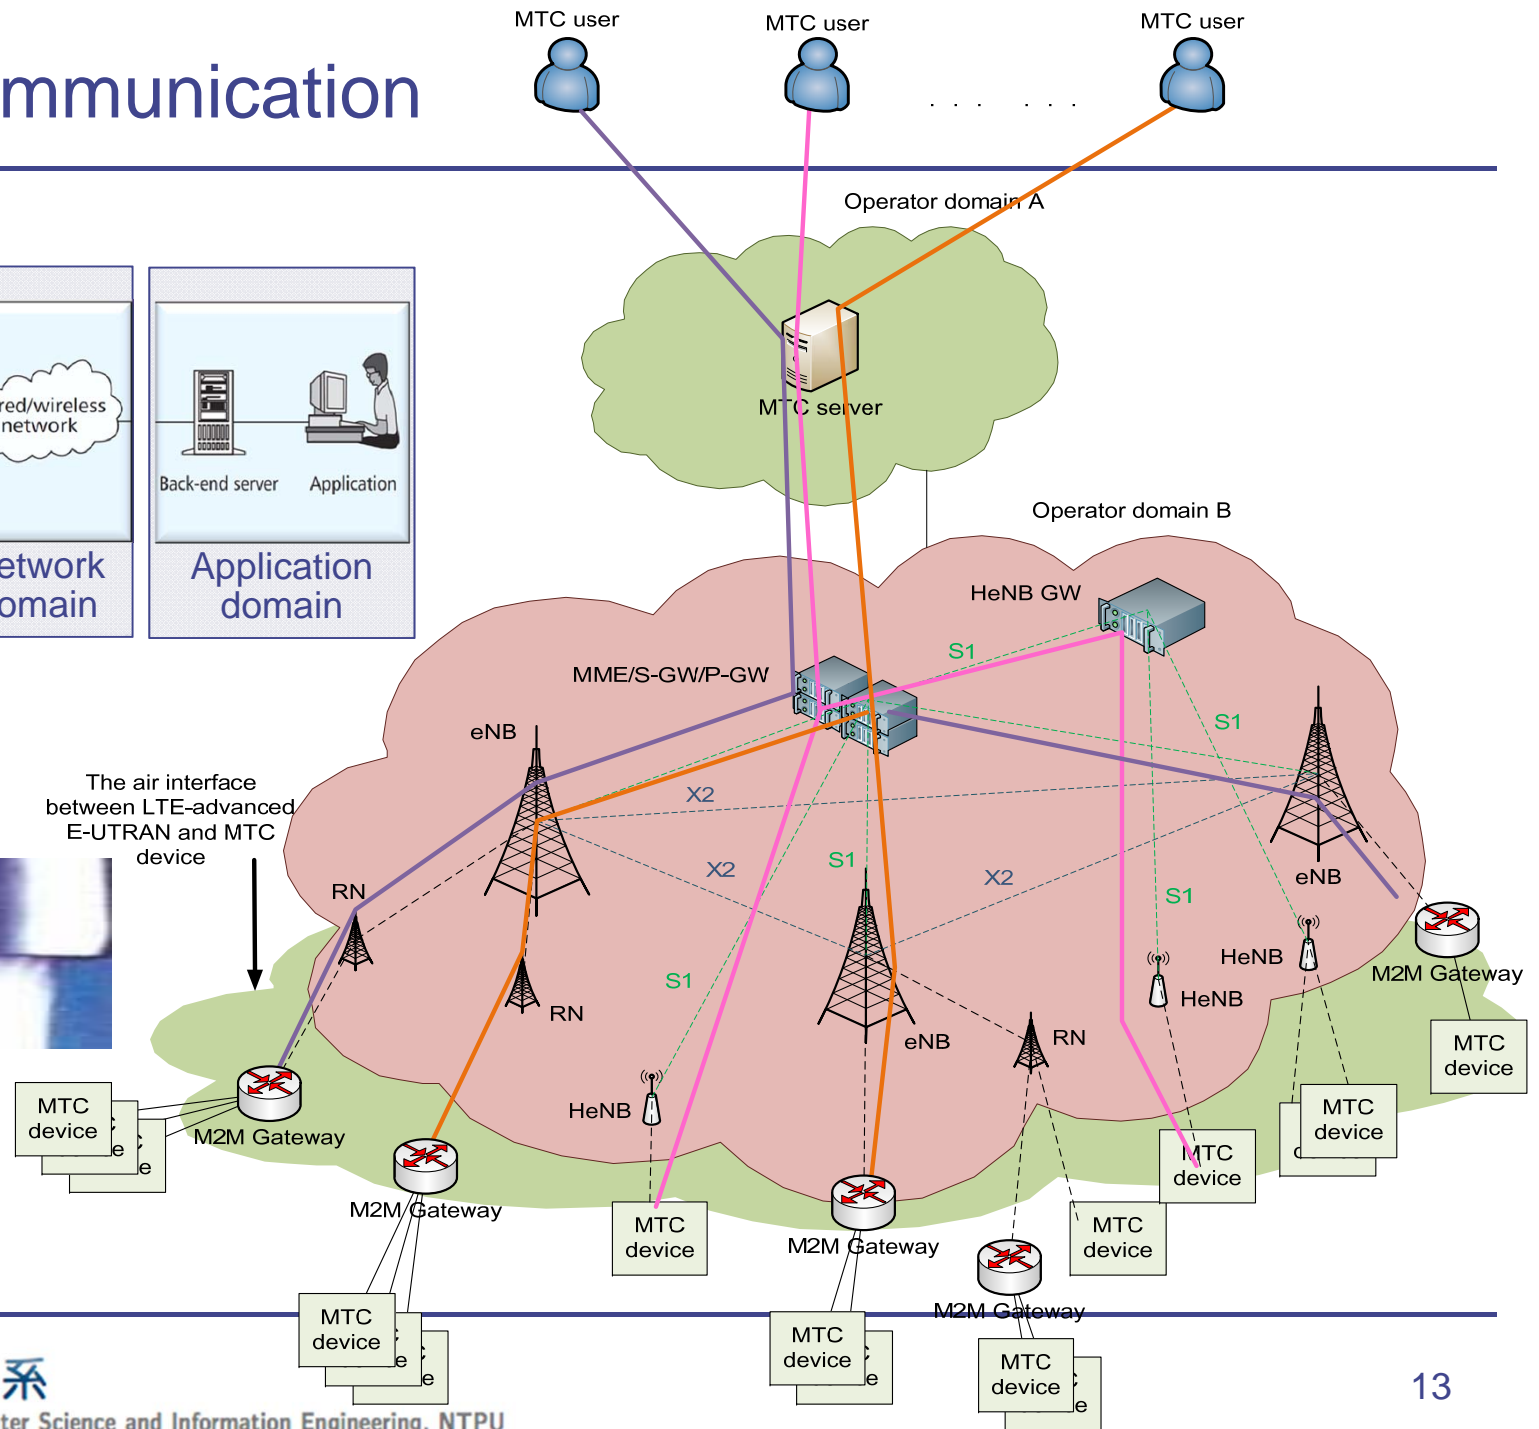 MTC user
MTC user
MTC user
mmunication
. . . . . .
Operator domain A
red/wireless
network
Back-end server
Application
MTC server
etwork
omain
Application
domain
Operator domain B
HeNB GW
S1
MME/S-GW/P-GW
S1
eNB
The air interface
between LTE-advanced
E-UTRAN and MTC
device
X2
S1
X2
X2
eNB
RN
S1
HeNB
M2M Gateway
S1
HeNB
RN
eNB
RN
MTC
device
HeNB
MTC
device
e
e
M2M Gateway
MTC
device
MTC
device
M2M Gateway
MTC
device
M2M Gateway
MTC
device
M2M Gateway
MTC
device
e
e
MTC
device
e
MTC
device
e
13
系
ter Science and Information Engineering, NTPU